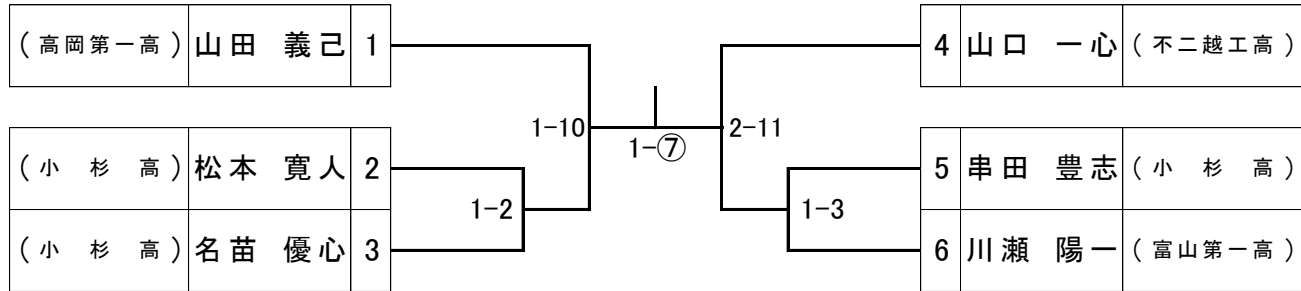 (高岡第一高) 山田 義己 1
(小杉高) 松本 寛人 2
(小杉高) 名苗 優心 3
1-10
1-2
1-⑦
2-11
1-3
4 山口 一心 (不二越工高)
5 串田 豊志 (小杉高)
6 川瀬 陽一 (富山第一高)